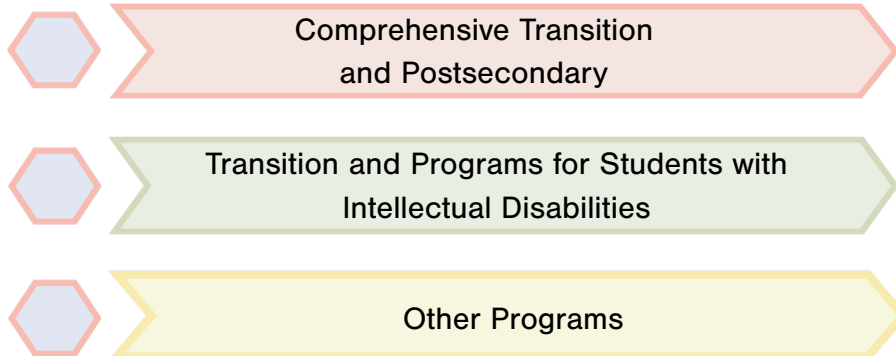 Comprehensive Transition
and Postsecondary
Transition and Programs for Students with
Intellectual Disabilities
Other Programs